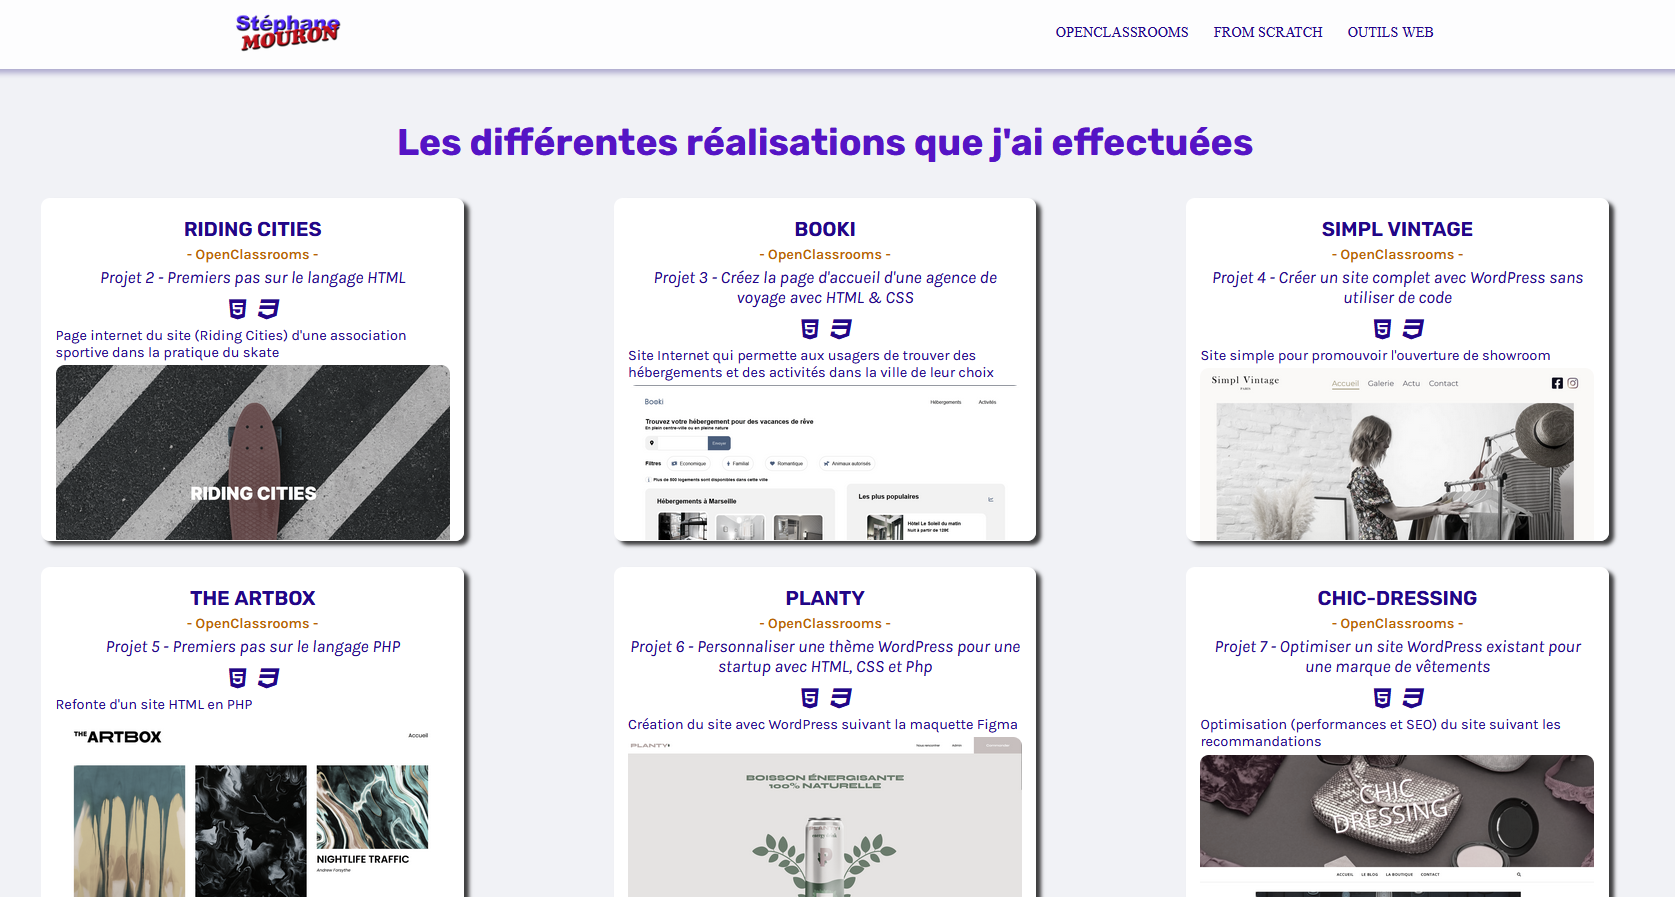 Stéphane
MOURON
OPENCLASSROOMS FROM SCRATCH OUTILS WEB
Les différentes réalisations que j'ai effectuées
RIDING CITIES
- OpenClassrooms -
Projet 2 - Premiers pas sur le langage HTML
Page internet du site (Riding Cities) d'une association
sportive dans la pratique du skate
RIDING CITIES
BOOKI
- OpenClassrooms -
Projet 3 - Créez la page d'accueil d'une agence de
voyage avec HTML & CSS
Site Internet qui permette aux usagers de trouver des
hébergements et des activités dans la ville de leur choix
Booki
Hébergements Activités
Trouvez votre hébergement pour des vacances de rêve
En plein centre-ville ou en pleine nature
Filtres Economique Familial Romantique Animaux autorisés
Plus de 500 logements sont disponibles dans cette ville
Hébergements à Marseille
Les plus populaires
Hôtel Le Soleil du matin
Nuit à partir de 128€
SIMPL VINTAGE
- OpenClassrooms -
Projet 4 - Créer un site complet avec WordPress sans
utiliser de code
Site simple pour promouvoir l'ouverture de showroom
Simpl Vintage
PARIS
Accueil Galerie Actu Contact
THE ARTBOX
- OpenClassrooms -
Projet 5 - Premiers pas sur le langage PHP
Refonte d'un site HTML en PHP
THE ARTBOX
Accueil
NIGHTLIFE TRAFFIC
Andrew Forsythe
PLANTY
- OpenClassrooms -
Projet 6 - Personnaliser une thème WordPress pour une
startup avec HTML, CSS et Php
Création du site avec WordPress suivant la maquette Figma
PLANTY
Nous rencontrer Admin
BOISSON ÉNERGISANTE
100% NATURELLE
PLANTY
CHIC-DRESSING
- OpenClassrooms -
Projet 7 - Optimiser un site WordPress existant pour
une marque de vêtements
Optimisation (performances et SEO) du site suivant les
recommandations
CHIC
DRESSING
ACCUEIL LE BLOG LA BOUTIQUE CONTACT